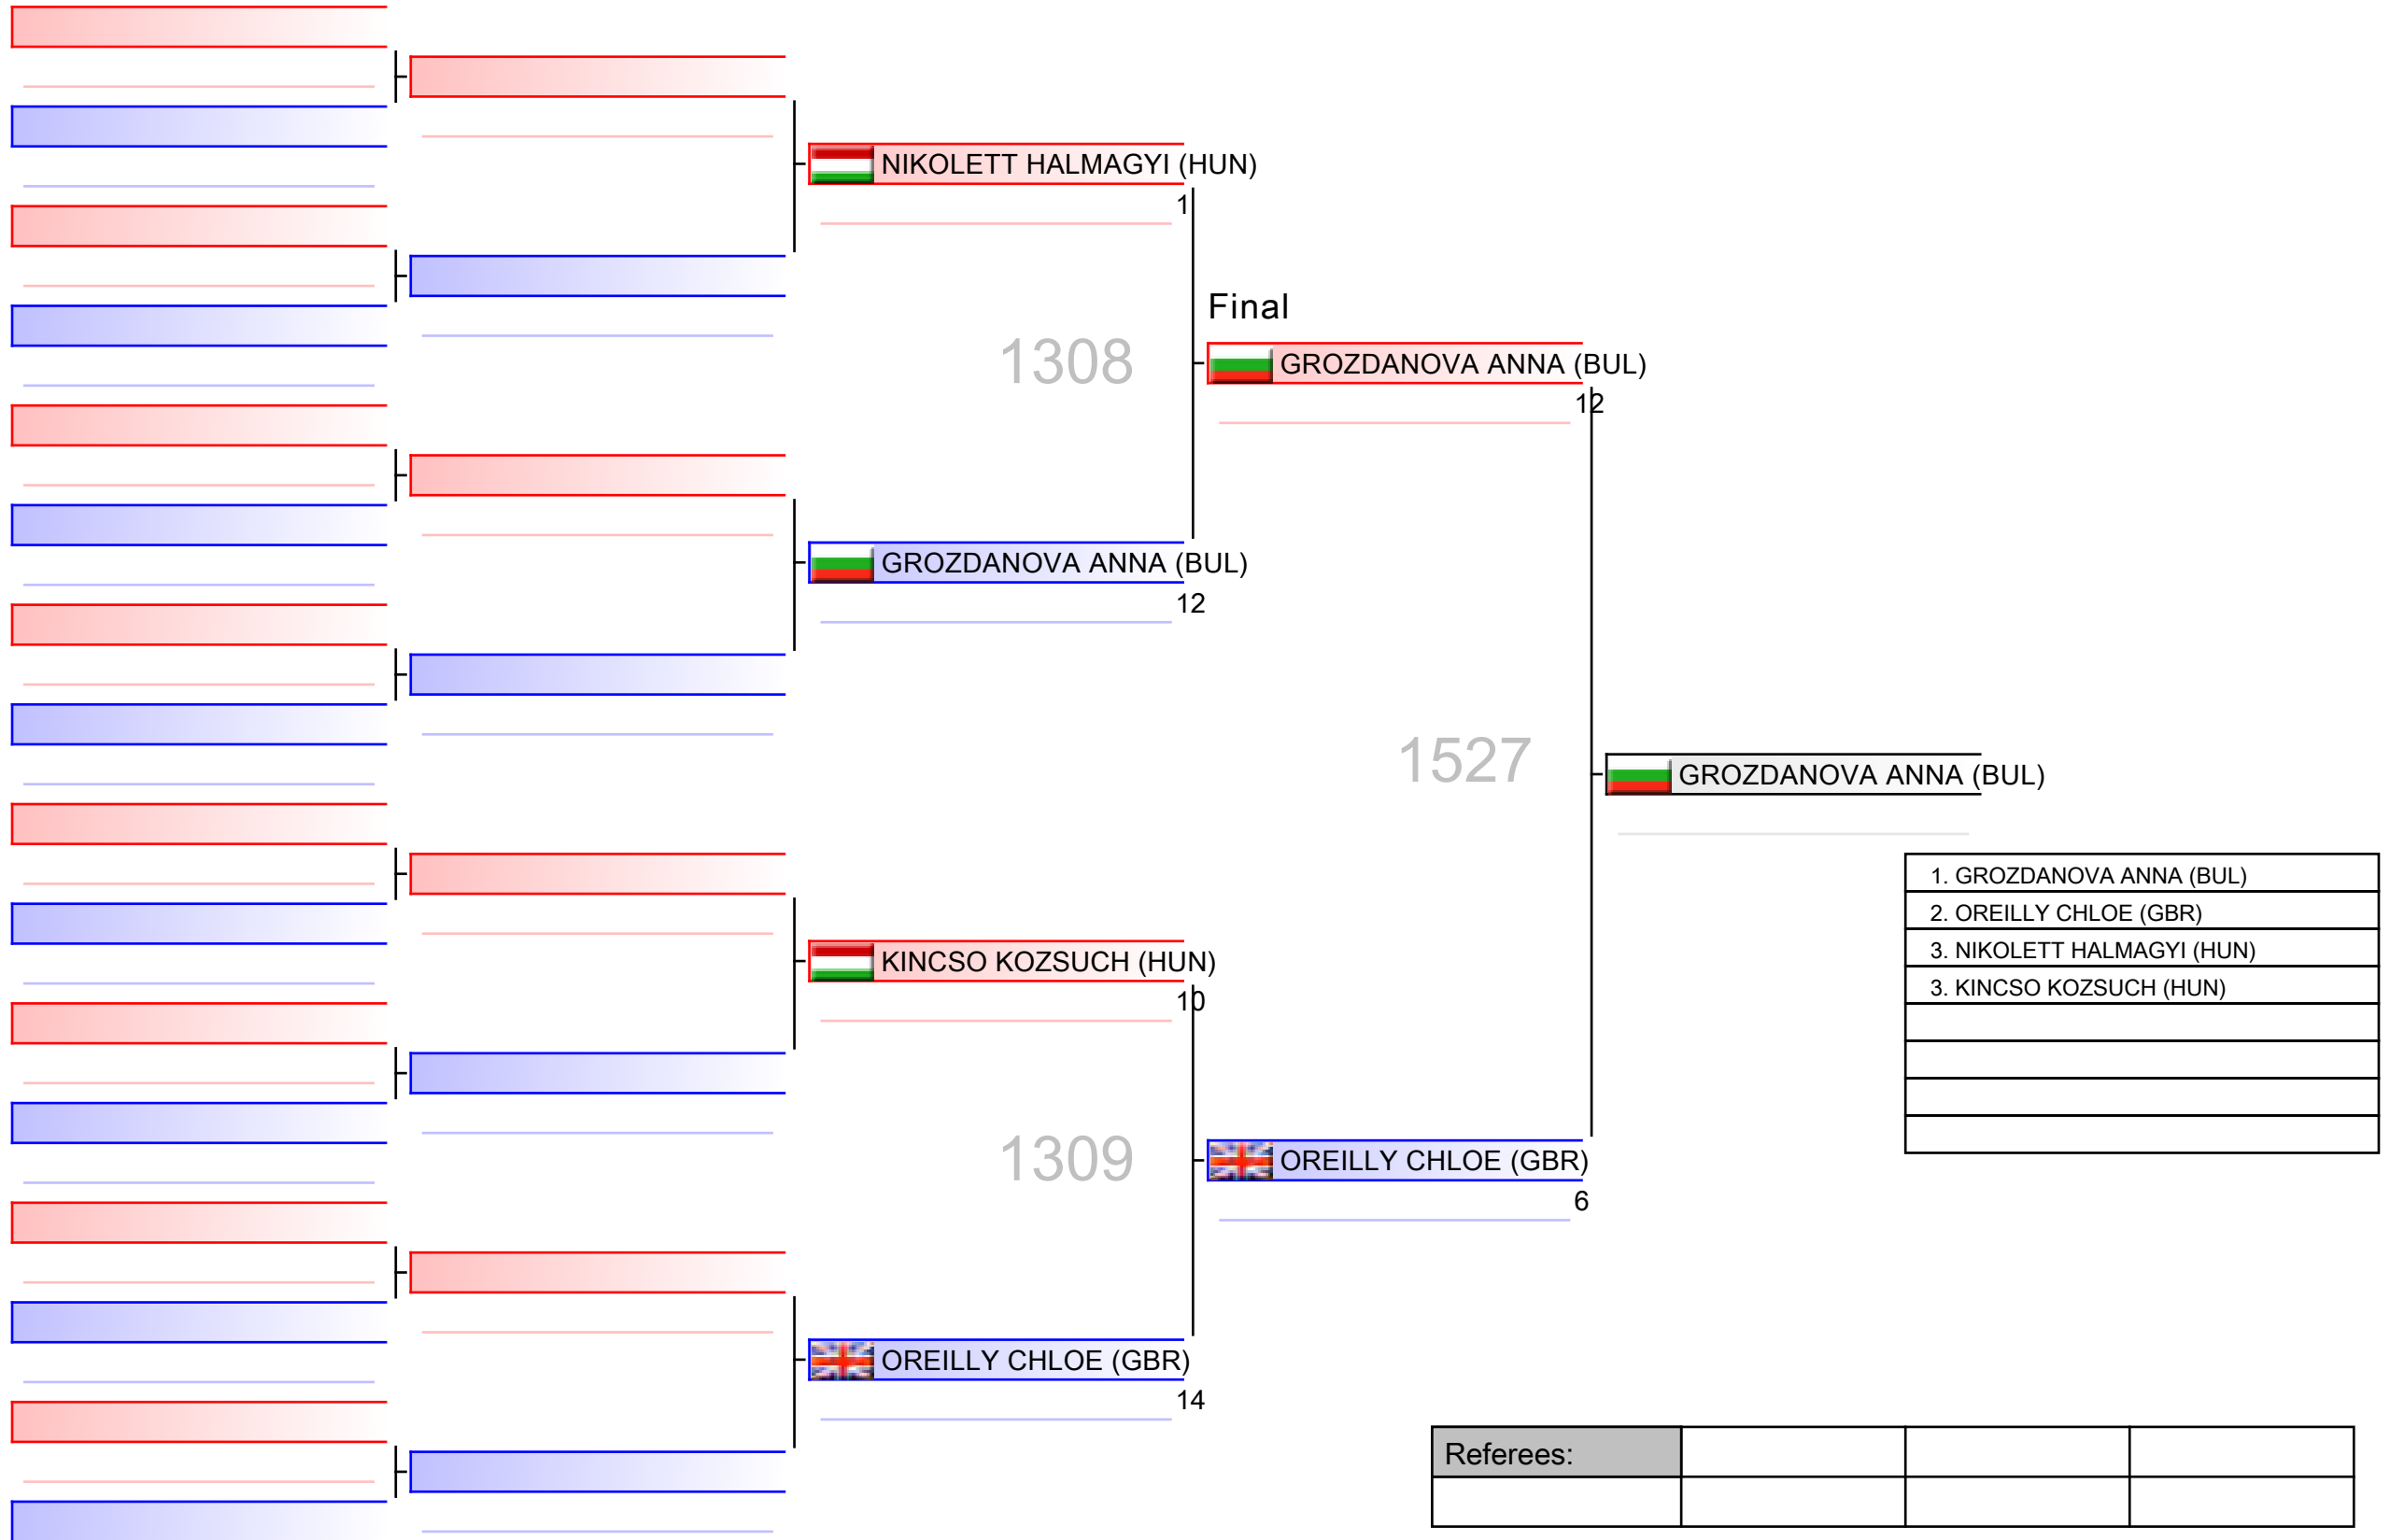 NIKOLETT HALMAGYI (HUN)
1
Final
1308
GROZDANOVA ANNA (BUL)
12
GROZDANOVA ANNA (BUL)
12
1527
GROZDANOVA ANNA (BUL)
1. GROZDANOVA ANNA (BUL)
2. OREILLY CHLOE (GBR)
3. NIKOLETT HALMAGYI (HUN)
3. KINCSO KOZSUCH (HUN)
KINCSO KOZSUCH (HUN)
10
1309
OREILLY CHLOE (GBR)
6
OREILLY CHLOE (GBR)
14
Referees: